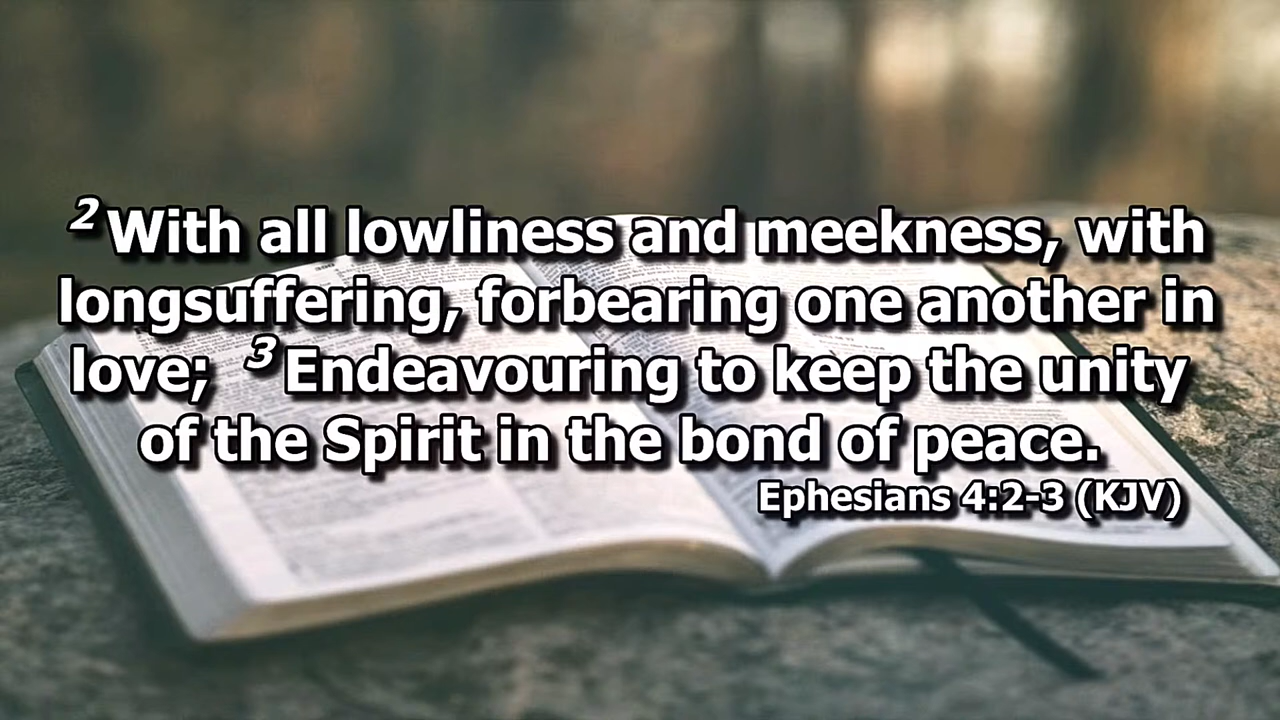 2 With all lowliness and meekness, with
longsuffering, forbearing one another in
love; 3 Endeavouring to keep the unity
of the Spirit in the bond of peace.
Ephesians 4:2-3 (KJV)